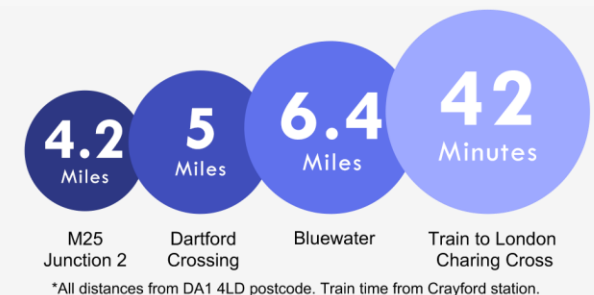 4.2
Miles
5
Miles
6.4
Miles
42
Minutes
M25
Junction 2
Dartford
Crossing
Bluewater
Train to London
Charing Cross
*All distances from DA1 4LD postcode. Train time from Crayford station.